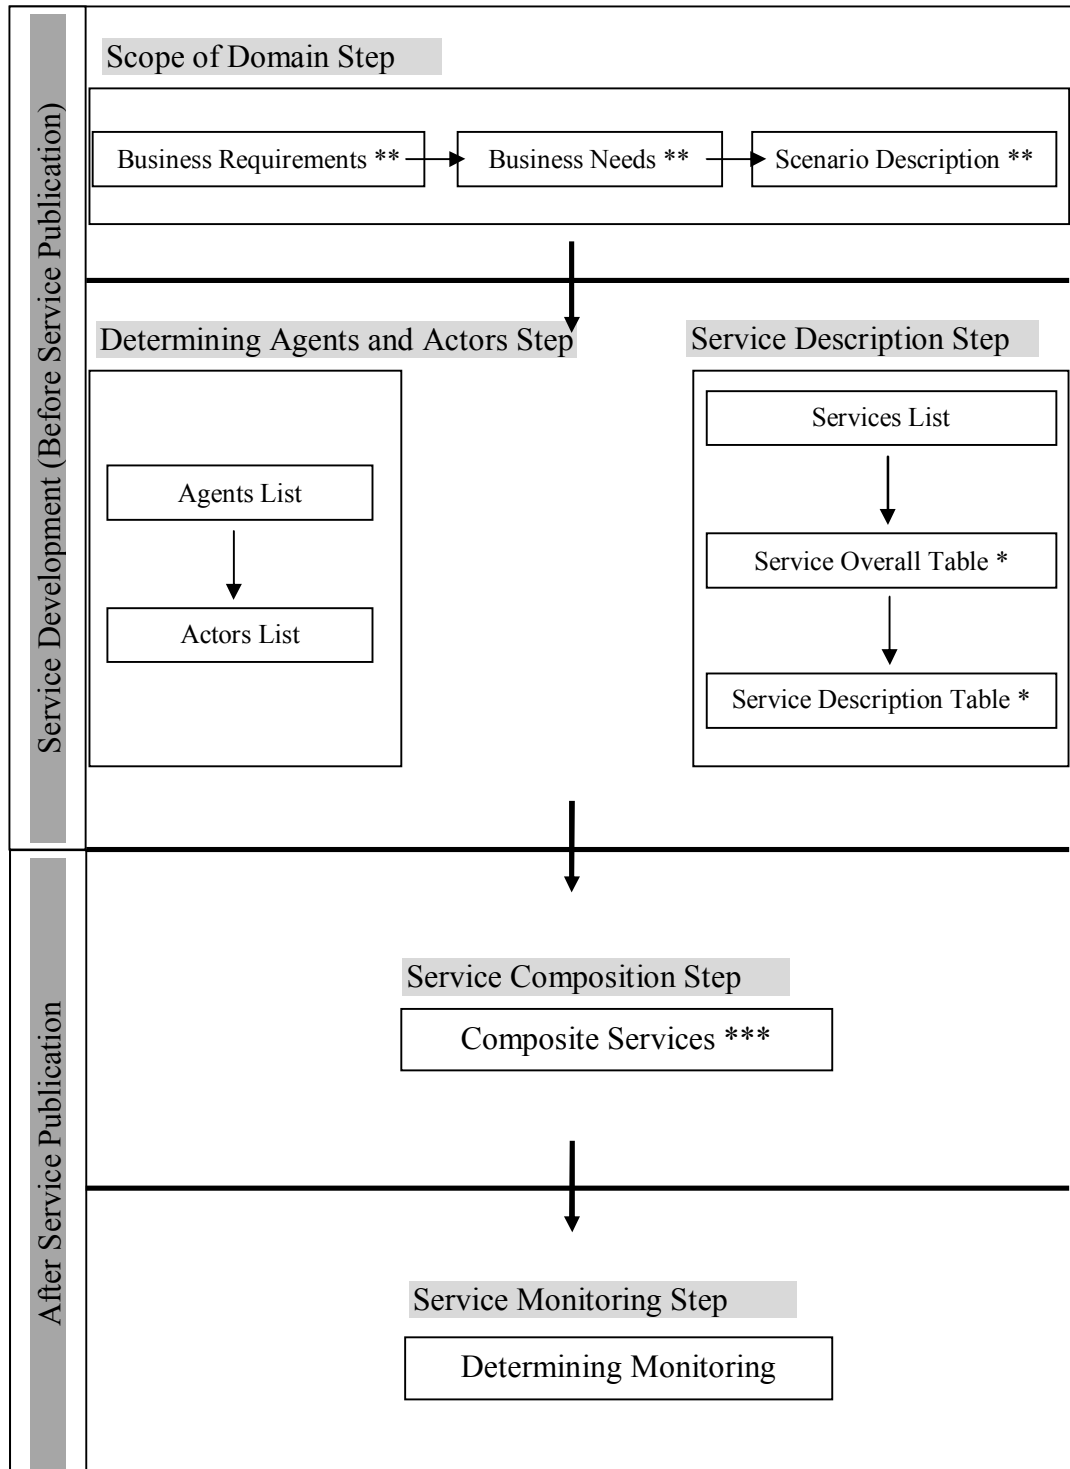 Service Development (Before Service Publication)
Scope of Domain Step
Business Requirements **
Business Needs **
Scenario Description **
Determining Agents and Actors Step
Agents List
Actors List
Service Description Step
Services List
Service Overall Table *
Service Description Table *
After Service Publication
Service Composition Step
Composite Services ***
Service Monitoring Step
Determining Monitoring